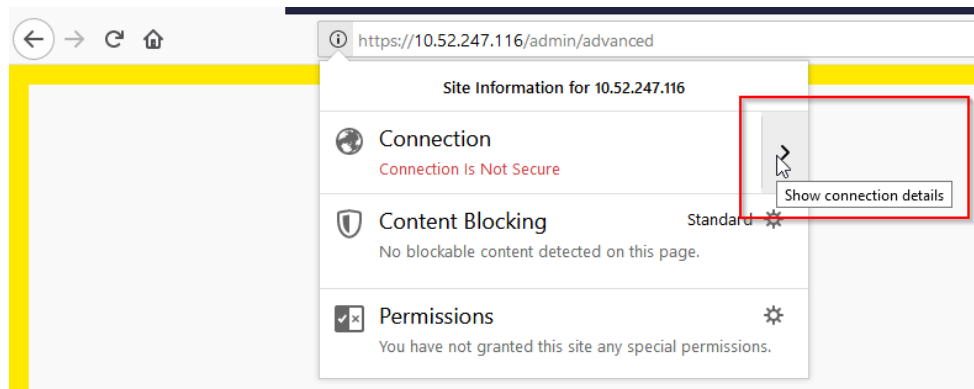 https://10.52.247.116/admin/advanced
Site Information for 10.52.247.116
Connection
Connection Is Not Secure
Show connection details
Content Blocking
Standard
No blockable content detected on this page.
Permissions
You have not granted this site any special permissions.